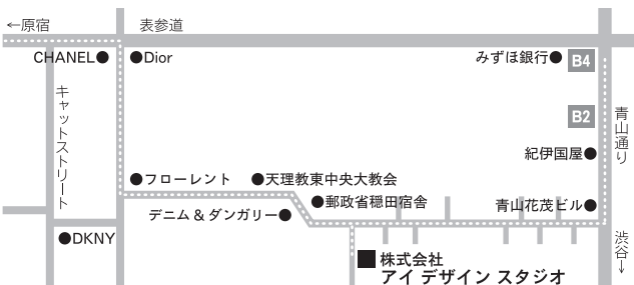 ←原宿
表参道
CHANEL●
●Dior
みずほ銀行●
B4
キャットストリート
B2
青山通り
紀伊国屋●
●フローレント
●天理教東中央大教会
●郵政省穏田宿舎
青山花茂ビル●
デニム&ダンガリー●
●DKNY
渋谷→
■株式会社
アイ デザイン スタジオ